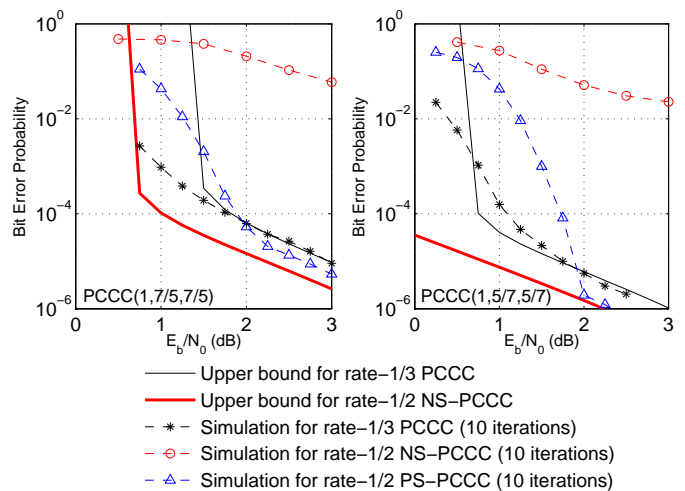 10^0
10^−2
10^−4
10^−6
Bit Error Probability
PCCC(1,7/5,7/5)
0 1 2 3
E_b/N_0 (dB)
10^0
10^−2
10^−4
10^−6
Bit Error Probability
PCCC(1,5/7,5/7)
0 1 2 3
E_b/N_0 (dB)
Upper bound for rate−1/3 PCCC
Upper bound for rate−1/2 NS−PCCC
Simulation for rate−1/3 PCCC (10 iterations)
Simulation for rate−1/2 NS−PCCC (10 iterations)
Simulation for rate−1/2 PS−PCCC (10 iterations)